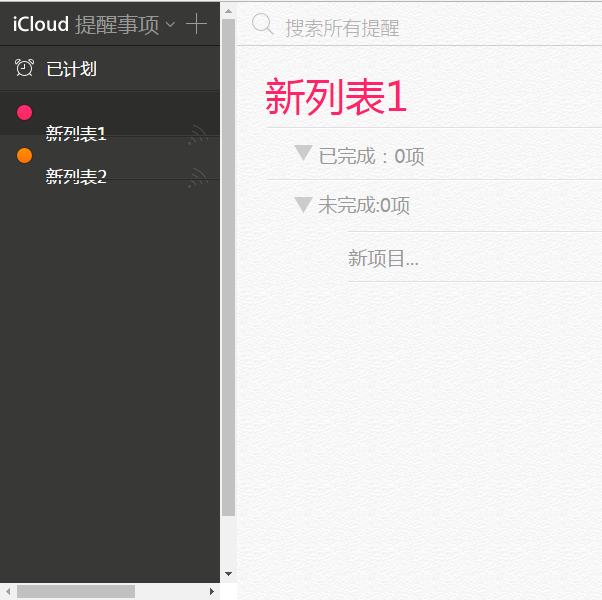 iCloud 提醒事项
已计划
新列表1
新列表2
搜索所有提醒
新列表1
已完成：0项
未完成:0项
新项目...